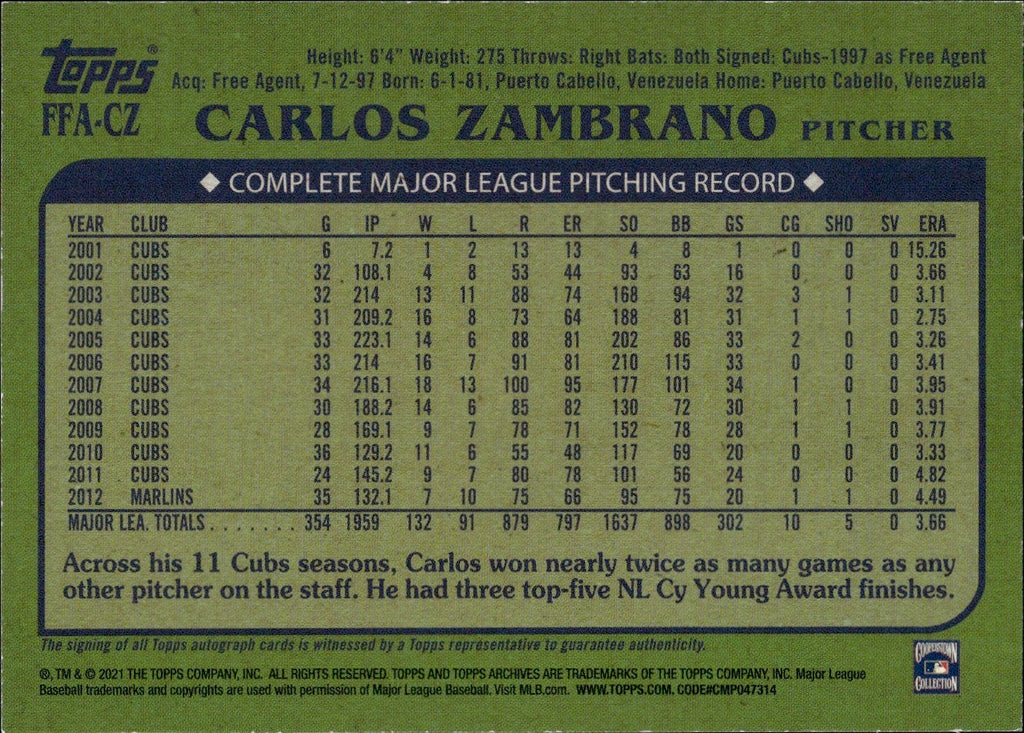 Topps®
Height: 6'4" Weight: 275 Throws: Right Bats: Both Signed: Cubs-1997 as Free Agent
Acq: Free Agent, 7-12-97 Born: 6-1-81, Puerto Cabello, Venezuela Home: Puerto Cabello, Venezuela
FFA-CZ CARLOS ZAMBRANO PITCHER
◆ COMPLETE MAJOR LEAGUE PITCHING RECORD ◆
YEAR CLUB G IP W L R ER SO BB GS CG SHO SV ERA
2001 CUBS 6 7.2 1 2 13 13 4 8 1 0 0 0 15.26
2002 CUBS 32 108.1 4 8 53 44 93 63 16 0 0 0 3.66
2003 CUBS 32 214 13 11 88 74 168 94 32 3 1 0 3.11
2004 CUBS 31 209.2 16 8 73 64 188 81 31 1 1 0 2.75
2005 CUBS 33 223.1 14 6 88 81 202 86 33 2 0 0 3.26
2006 CUBS 33 214 16 7 91 81 210 115 33 0 0 0 3.41
2007 CUBS 34 216.1 18 13 100 95 177 101 34 1 0 0 3.95
2008 CUBS 30 188.2 14 6 85 82 130 72 30 1 1 0 3.91
2009 CUBS 28 169.1 9 7 78 71 152 78 28 1 1 0 3.77
2010 CUBS 36 129.2 11 6 55 48 117 69 20 0 0 0 3.33
2011 CUBS 24 145.2 9 7 80 78 101 56 24 0 0 0 4.82
2012 MARLINS 35 132.1 7 10 75 66 95 75 20 1 1 0 4.49
MAJOR LEA. TOTALS . . . . . . . 354 1959 132 91 879 797 1637 898 302 10 5 0 3.66
Across his 11 Cubs seasons, Carlos won nearly twice as many games as any
other pitcher on the staff. He had three top-five NL Cy Young Award finishes.
The signing of all Topps autograph cards is witnessed by a Topps representative to guarantee authenticity.
®, TM & © 2021 THE TOPPS COMPANY, INC. ALL RIGHTS RESERVED. TOPPS AND TOPPS ARCHIVES ARE TRADEMARKS OF THE TOPPS COMPANY, INC. Major League
Baseball trademarks and copyrights are used with permission of Major League Baseball. Visit MLB.com. WWW.TOPPS.COM. CODE#CMP047314
COOPERSTOWN
COLLECTION